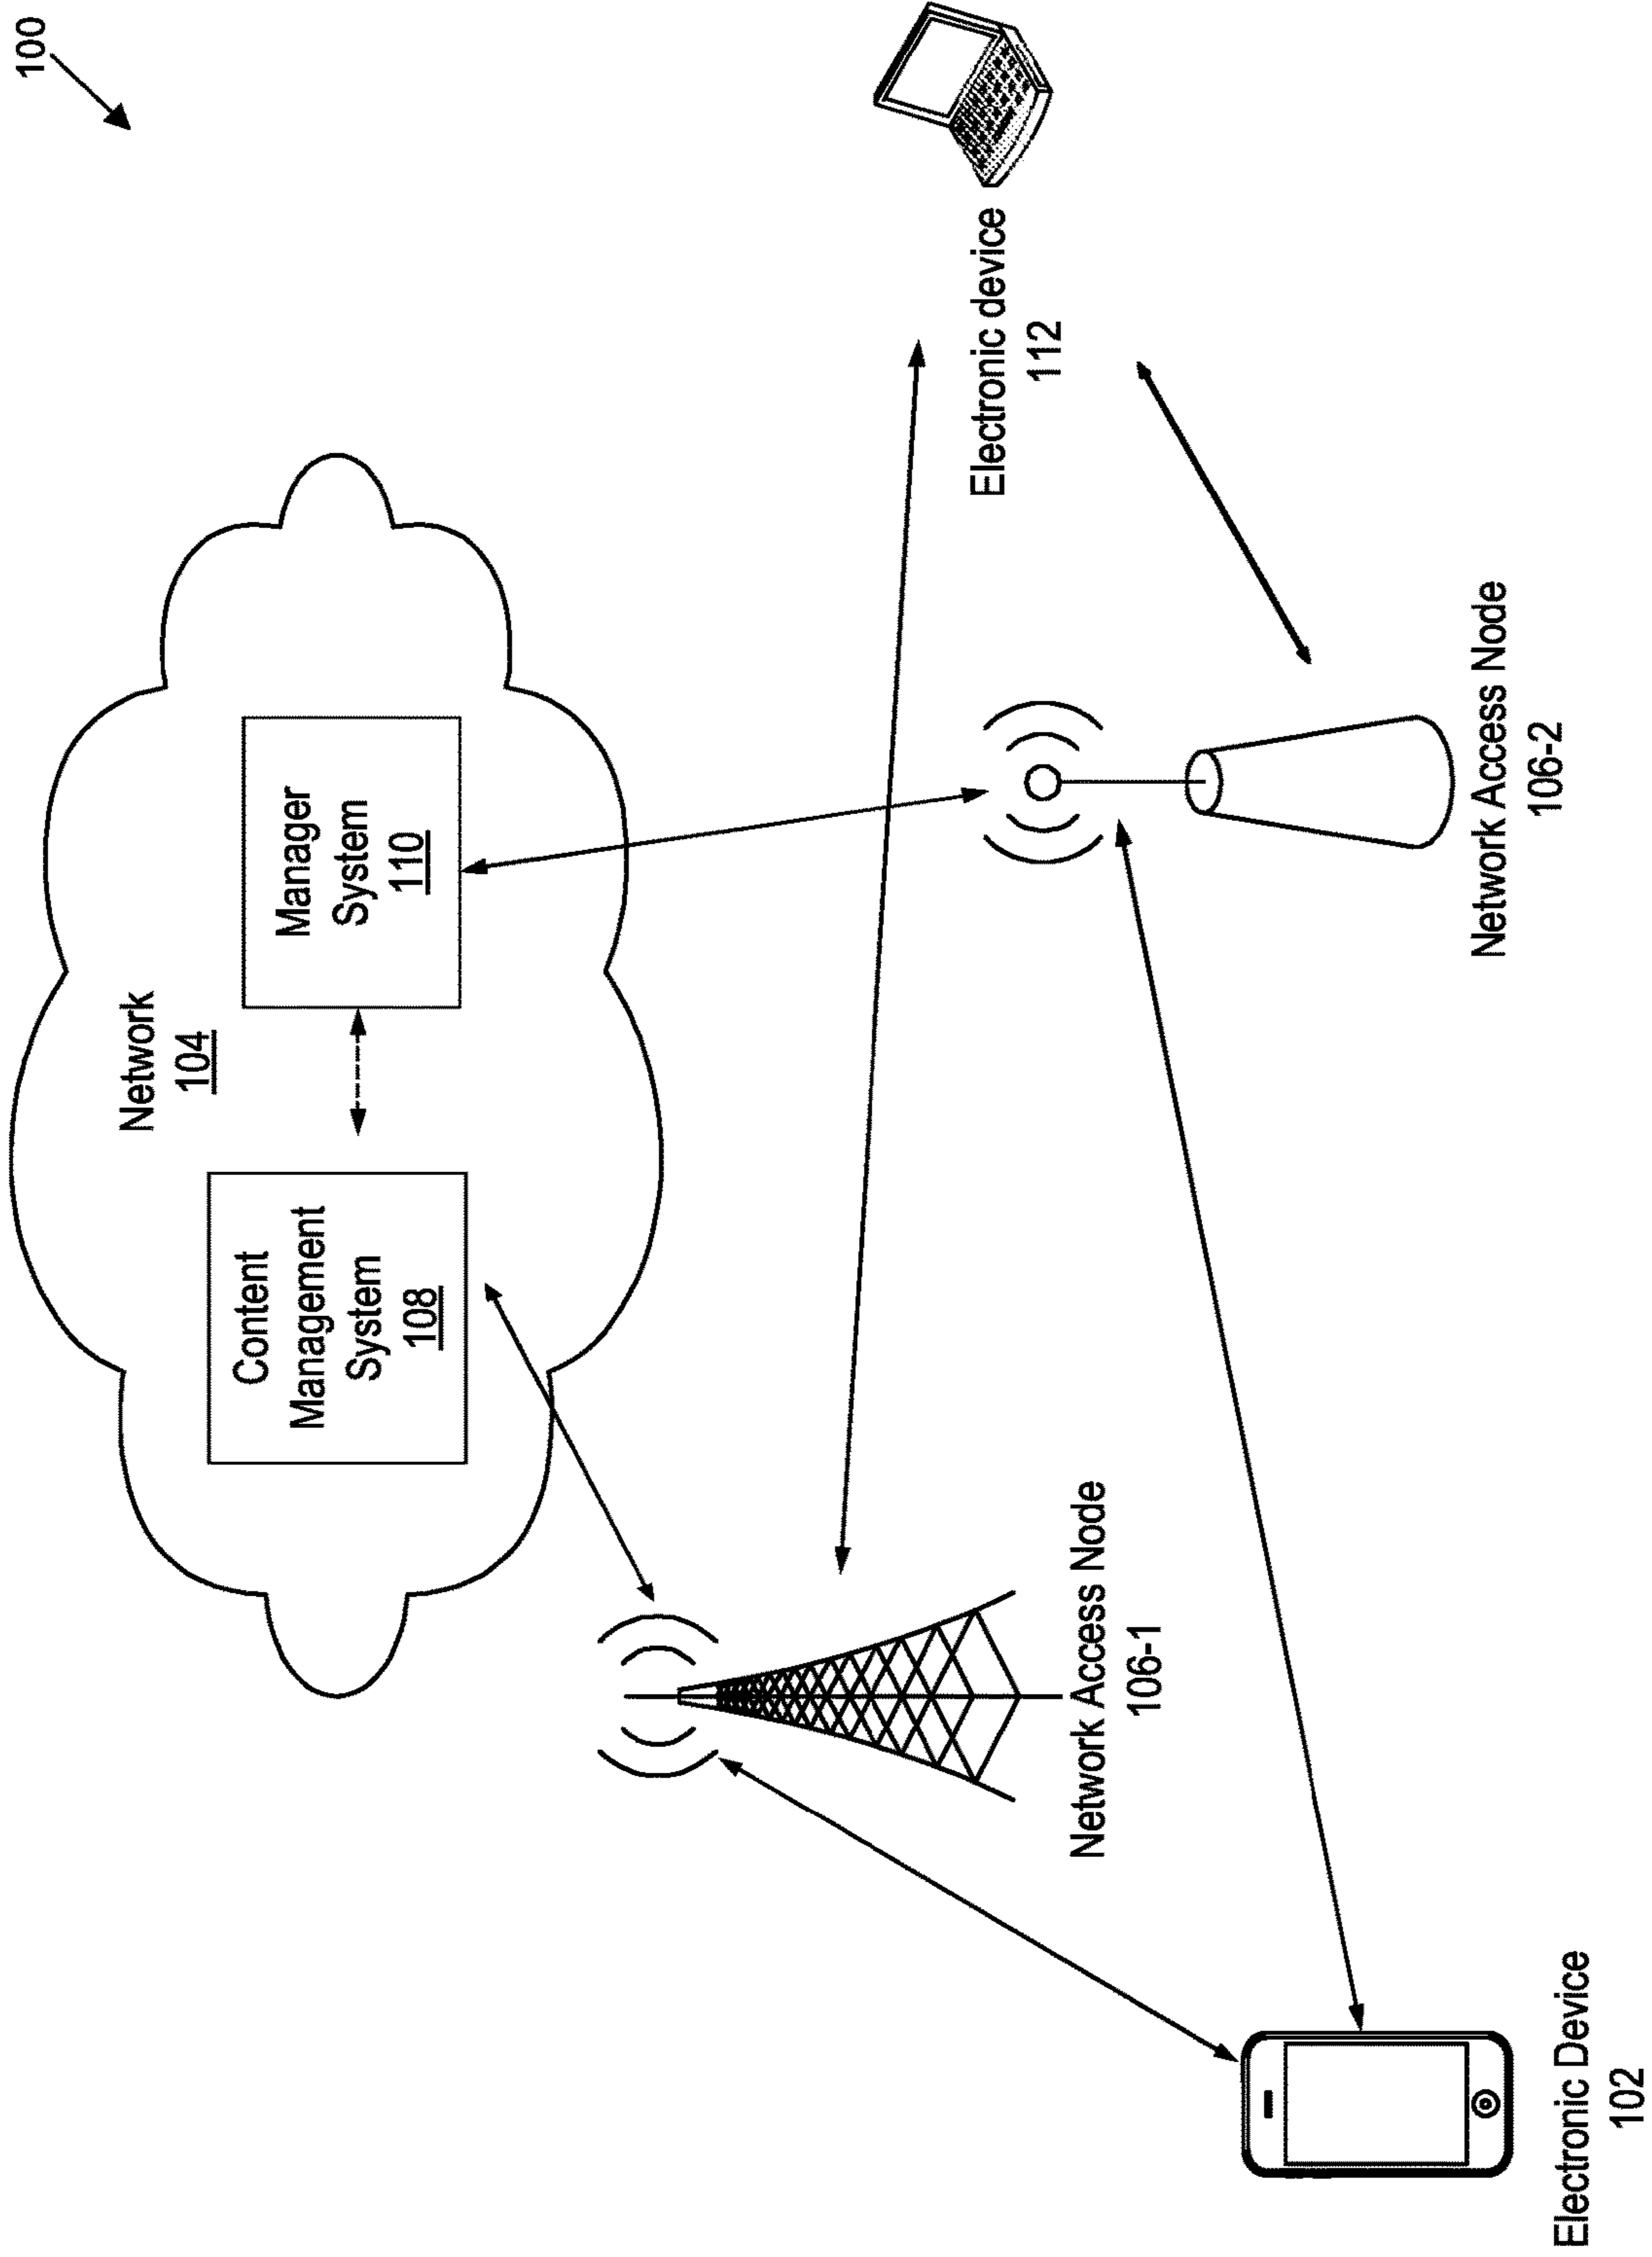 100
Network
104
Content
Management
System
108
Manager
System
110
Network Access Node
106-1
Electronic device
112
Network Access Node
106-2
Electronic Device
102